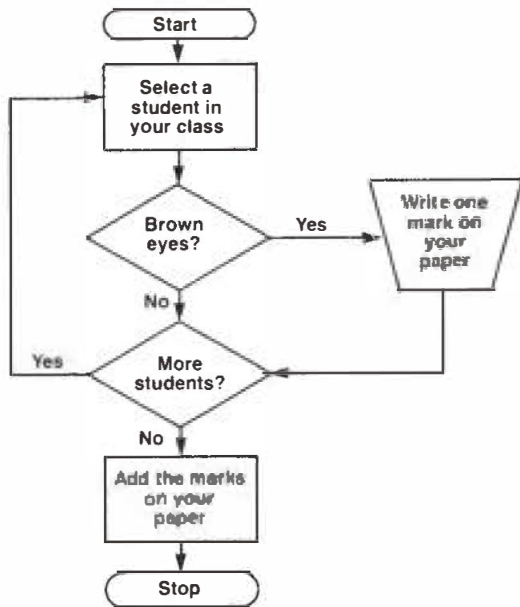 Start
Select a
student in
your class
Brown
eyes?
Yes
Write one
mark on
your
paper
No
More
students?
Yes
No
Add the marks
on your
paper
Stop